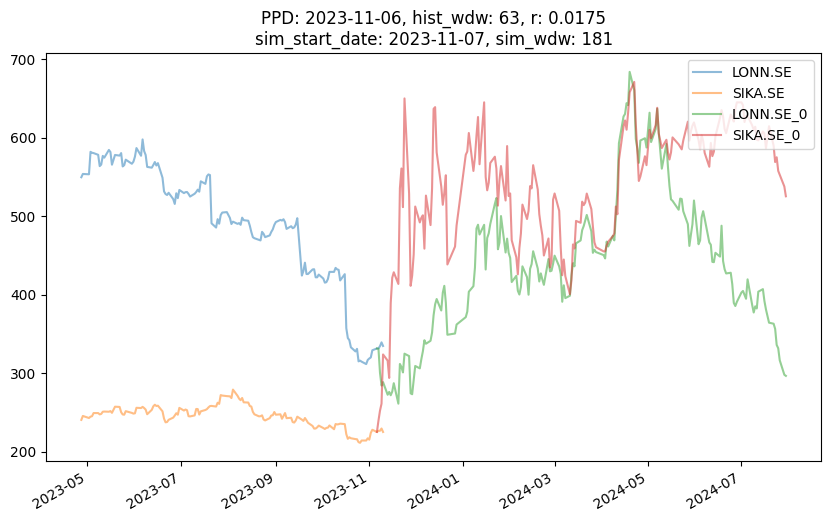 PPD: 2023-11-06, hist_wdw: 63, r: 0.0175
sim_start_date: 2023-11-07, sim_wdw: 181
700
600
500
400
300
200
LONN.SE
SIKA.SE
LONN.SE_0
SIKA.SE_0
2023-05
2023-07
2023-09
2023-11
2024-01
2024-03
2024-05
2024-07